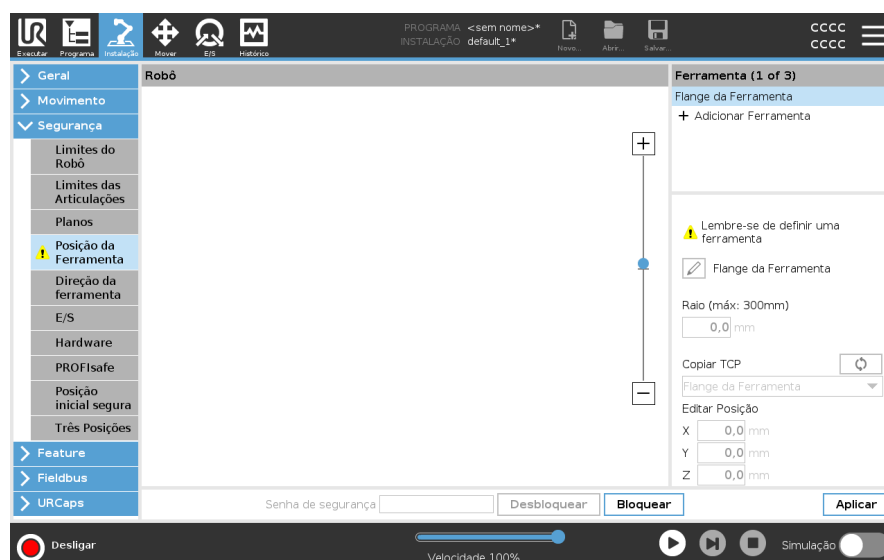 PROGRAMA <sem nome>*
INSTALAÇÃO default_1*
Executar
Programa
Instalação
Mover
E/S
Histórico
Novo...
Abrir...
Salvar...
cccc
cccc
Geral
Movimento
Segurança
Limites do
Robô
Limites das
Articulações
Planos
Posição da
Ferramenta
Direção da
ferramenta
E/S
Hardware
PROFIsafe
Posição
inicial segura
Três Posições
Feature
Fieldbus
URCaps
Robô
Ferramenta (1 of 3)
Flange da Ferramenta
+ Adicionar Ferramenta
Lembre-se de definir uma
ferramenta
Flange da Ferramenta
Raio (máx: 300mm)
0,0 mm
Copiar TCP
Flange da Ferramenta
Editar Posição
X 0,0 mm
Y 0,0 mm
Z 0,0 mm
Senha de segurança
Desbloquear
Bloquear
Aplicar
Desligar
Velocidade 100%
Simulação